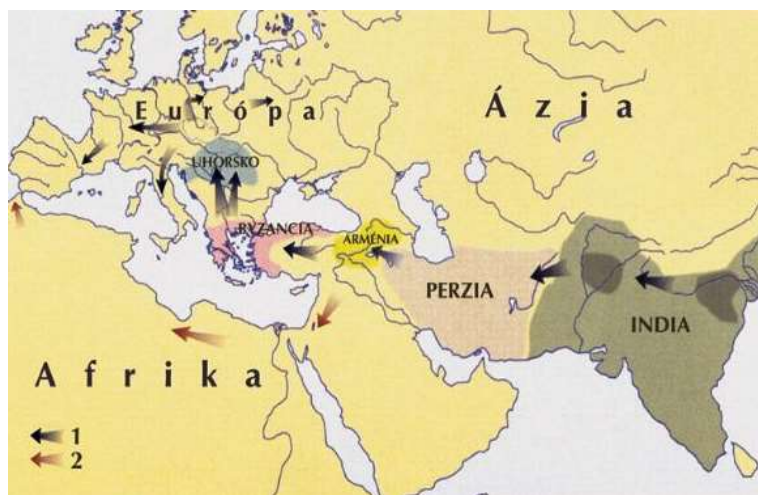 Európa
Ázia
UHORSKO
BYZANCIA
ARMÉNIA
PERZIA
INDIA
Afrika
1
2